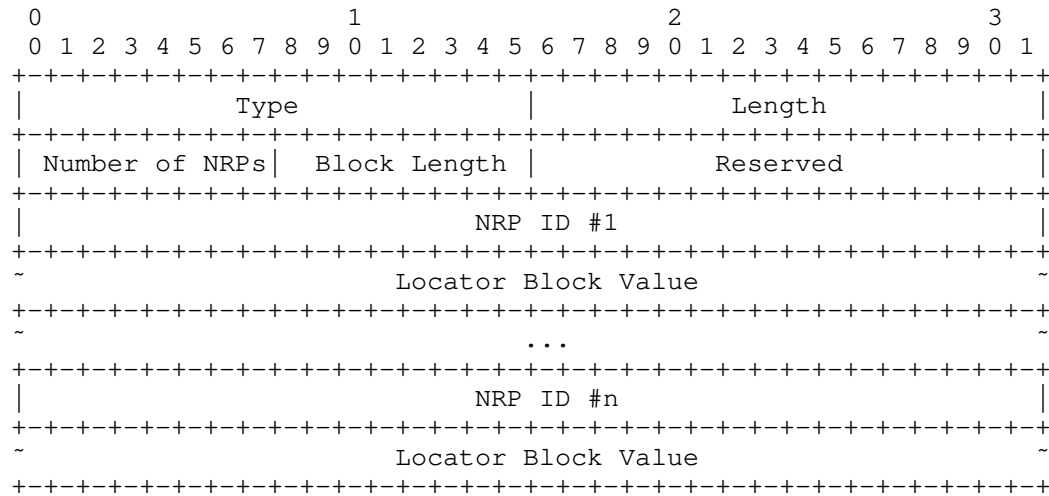 0                   1                   2                   3
 0 1 2 3 4 5 6 7 8 9 0 1 2 3 4 5 6 7 8 9 0 1 2 3 4 5 6 7 8 9 0 1
+-+-+-+-+-+-+-+-+-+-+-+-+-+-+-+-+-+-+-+-+-+-+-+-+-+-+-+-+-+-+-+-+
|             Type              |            Length             |
+-+-+-+-+-+-+-+-+-+-+-+-+-+-+-+-+-+-+-+-+-+-+-+-+-+-+-+-+-+-+-+-+
| Number of NRPs|  Block Length |           Reserved            |
+-+-+-+-+-+-+-+-+-+-+-+-+-+-+-+-+-+-+-+-+-+-+-+-+-+-+-+-+-+-+-+-+
|                            NRP ID #1                          |
+-+-+-+-+-+-+-+-+-+-+-+-+-+-+-+-+-+-+-+-+-+-+-+-+-+-+-+-+-+-+-+-+
~                       Locator Block Value                     ~
+-+-+-+-+-+-+-+-+-+-+-+-+-+-+-+-+-+-+-+-+-+-+-+-+-+-+-+-+-+-+-+-+
~                               ...                             ~
+-+-+-+-+-+-+-+-+-+-+-+-+-+-+-+-+-+-+-+-+-+-+-+-+-+-+-+-+-+-+-+-+
|                            NRP ID #n                          |
+-+-+-+-+-+-+-+-+-+-+-+-+-+-+-+-+-+-+-+-+-+-+-+-+-+-+-+-+-+-+-+-+
~                       Locator Block Value                     ~
+-+-+-+-+-+-+-+-+-+-+-+-+-+-+-+-+-+-+-+-+-+-+-+-+-+-+-+-+-+-+-+-+